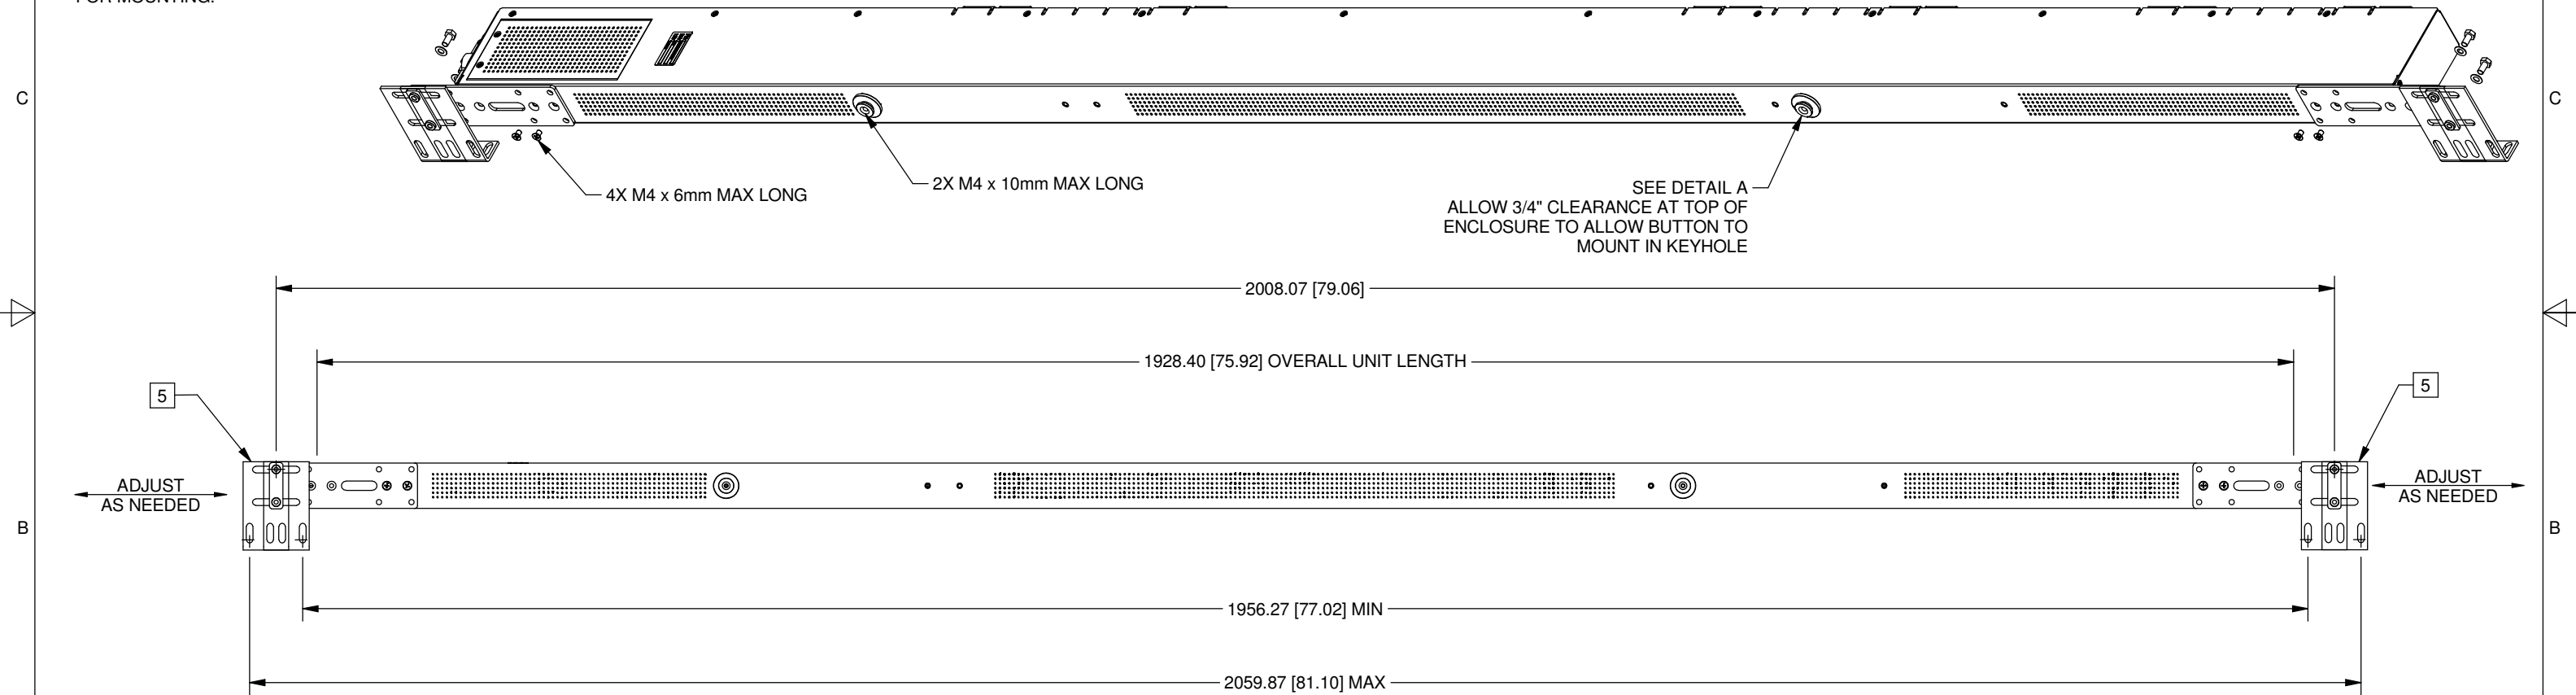 FOR MOUNTING.
C
C
4X M4 x 6mm MAX LONG
2X M4 x 10mm MAX LONG
SEE DETAIL A
ALLOW 3/4" CLEARANCE AT TOP OF
ENCLOSURE TO ALLOW BUTTON TO
MOUNT IN KEYHOLE
2008.07 [79.06]
1928.40 [75.92] OVERALL UNIT LENGTH
5
5
ADJUST
AS NEEDED
ADJUST
AS NEEDED
B
B
1956.27 [77.02] MIN
2059.87 [81.10] MAX